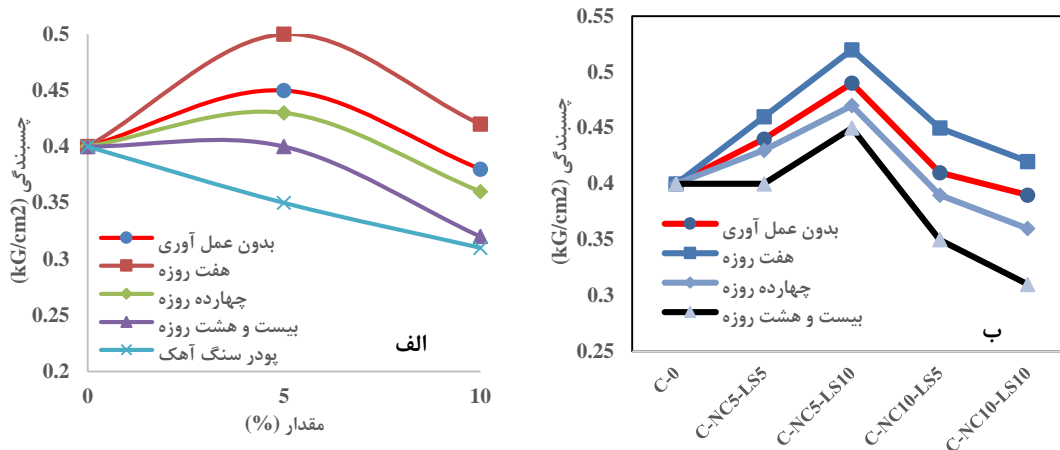 0.5
0.45
0.4
0.35
0.3
0.25
0.2
چسبندگی (kG/cm2)
بدون عمل آوری
هفت روزه
چهارده روزه
بیست و هشت روزه
پودر سنگ آهک
الف
0 5 10
مقدار (%)
0.55
0.5
0.45
0.4
0.35
0.3
0.25
چسبندگی (kG/cm2)
بدون عمل آوری
هفت روزه
چهارده روزه
بیست و هشت روزه
ب
C-0
C-NC5-LS5
C-NC5-LS10
C-NC10-LS5
C-NC10-LS10